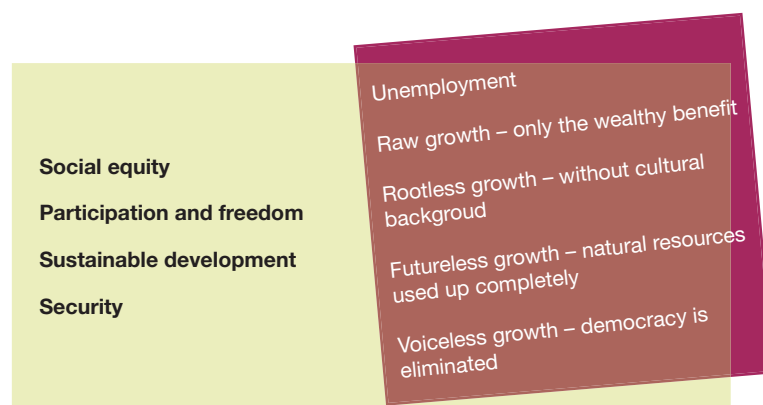 Social equity
Participation and freedom
Sustainable development
Security
Unemployment
Raw growth – only the wealthy benefit
Rootless growth – without cultural
backgroud
Futureless growth – natural resources
used up completely
Voiceless growth – democracy is
eliminated